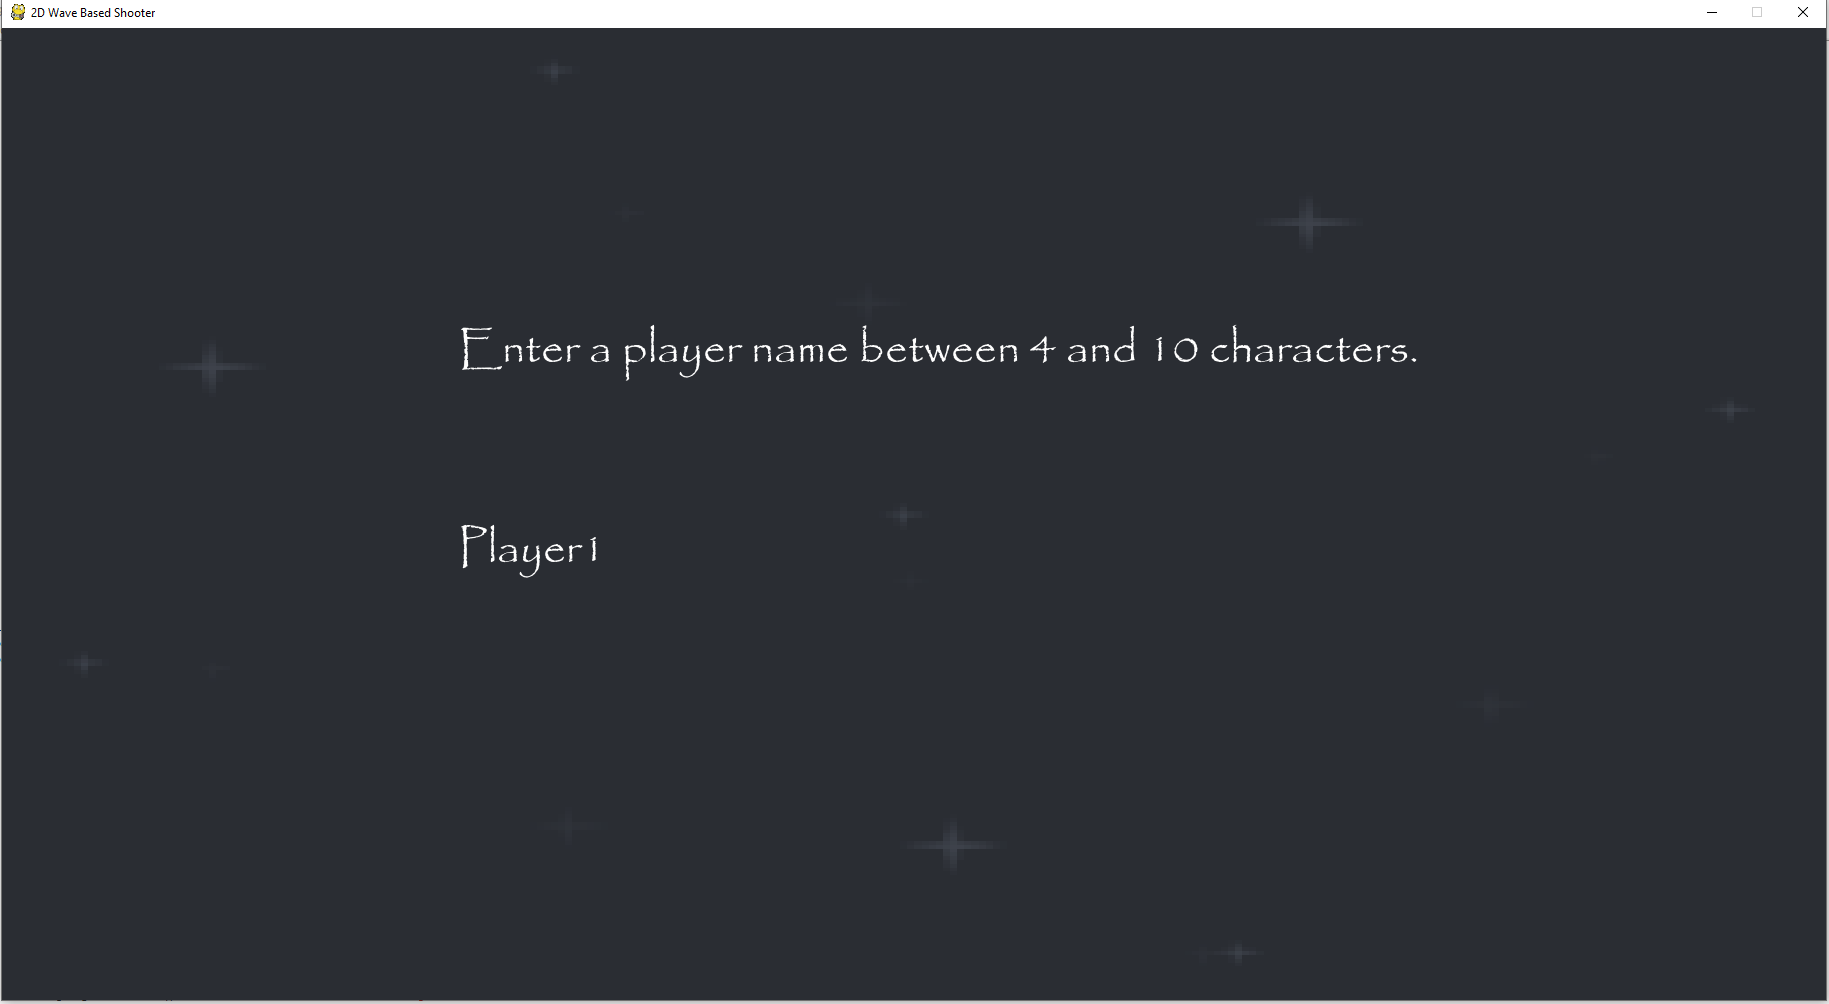 2D Wave Based Shooter
Enter a player name between 4 and 10 characters.
Player1